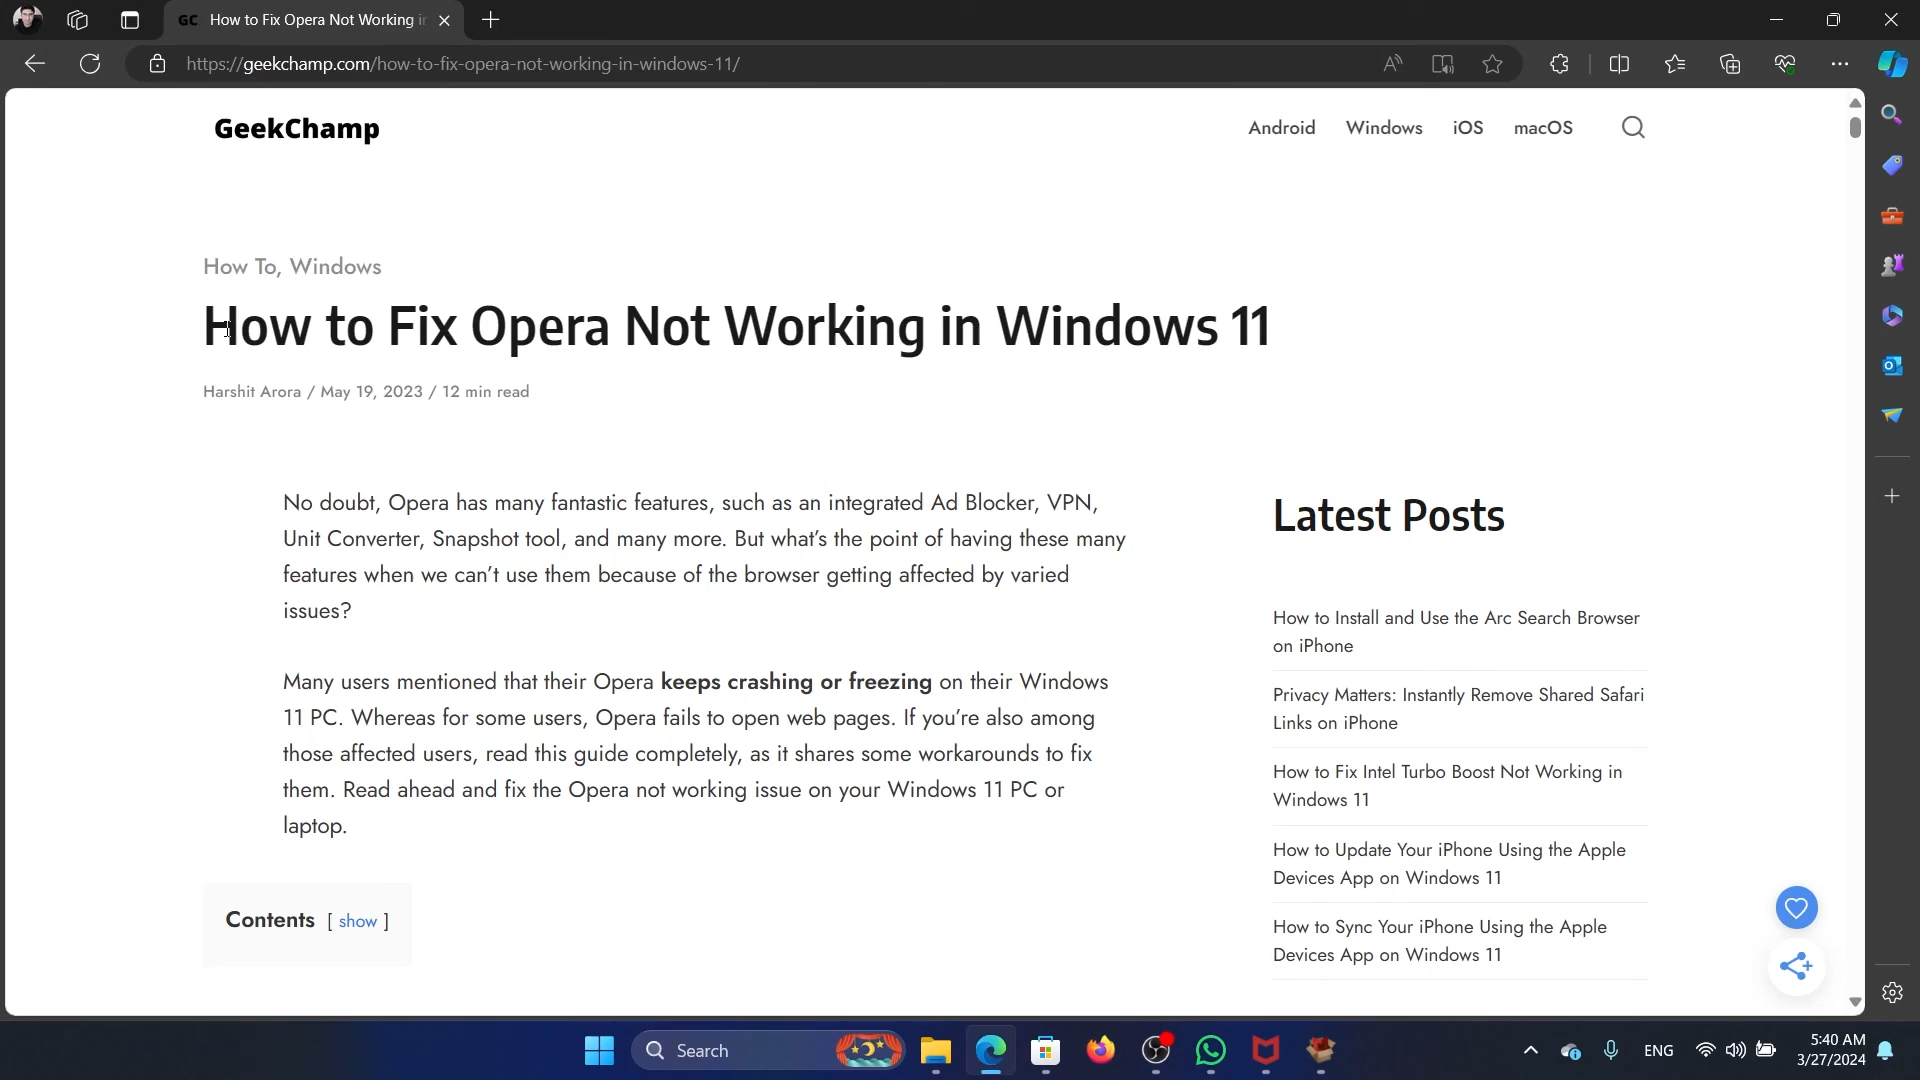 GC How to Fix Opera Not Working in
https://geekchamp.com/how-to-fix-opera-not-working-in-windows-11/
GeekChamp
Android Windows iOS macOS
How To, Windows
How to Fix Opera Not Working in Windows 11
Harshit Arora / May 19, 2023 / 12 min read
No doubt, Opera has many fantastic features, such as an integrated Ad Blocker, VPN,
Unit Converter, Snapshot tool, and many more. But what's the point of having these many
features when we can't use them because of the browser getting affected by varied
issues?
Many users mentioned that their Opera keeps crashing or freezing on their Windows
11 PC. Whereas for some users, Opera fails to open web pages. If you're also among
those affected users, read this guide completely, as it shares some workarounds to fix
them. Read ahead and fix the Opera not working issue on your Windows 11 PC or
laptop.
Contents [ show ]
Latest Posts
How to Install and Use the Arc Search Browser
on iPhone
Privacy Matters: Instantly Remove Shared Safari
Links on iPhone
How to Fix Intel Turbo Boost Not Working in
Windows 11
How to Update Your iPhone Using the Apple
Devices App on Windows 11
How to Sync Your iPhone Using the Apple
Devices App on Windows 11
Search
ENG
5:40 AM
3/27/2024